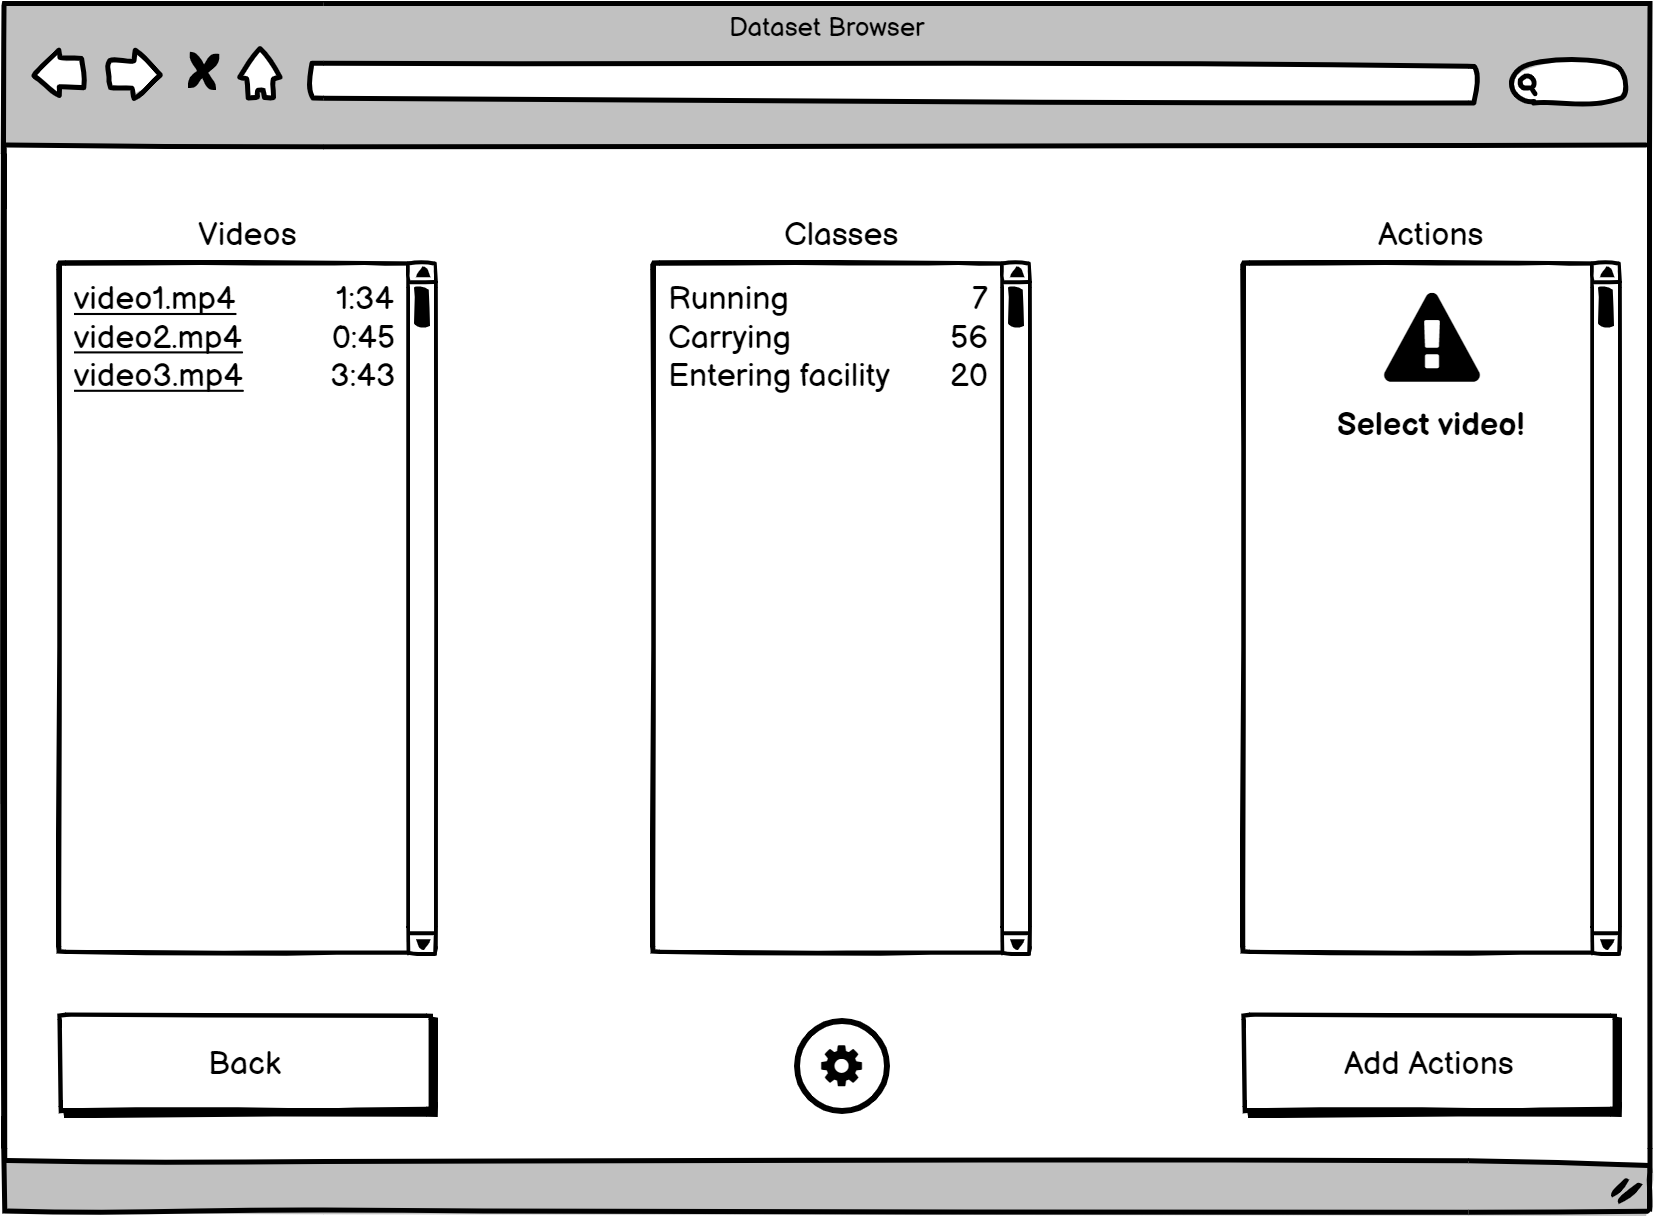 Dataset Browser
Videos
video1.mp4 1:34
video2.mp4 0:45
video3.mp4 3:43
Classes
Running 7
Carrying 56
Entering facility 20
Actions
Select video!
Back
Add Actions